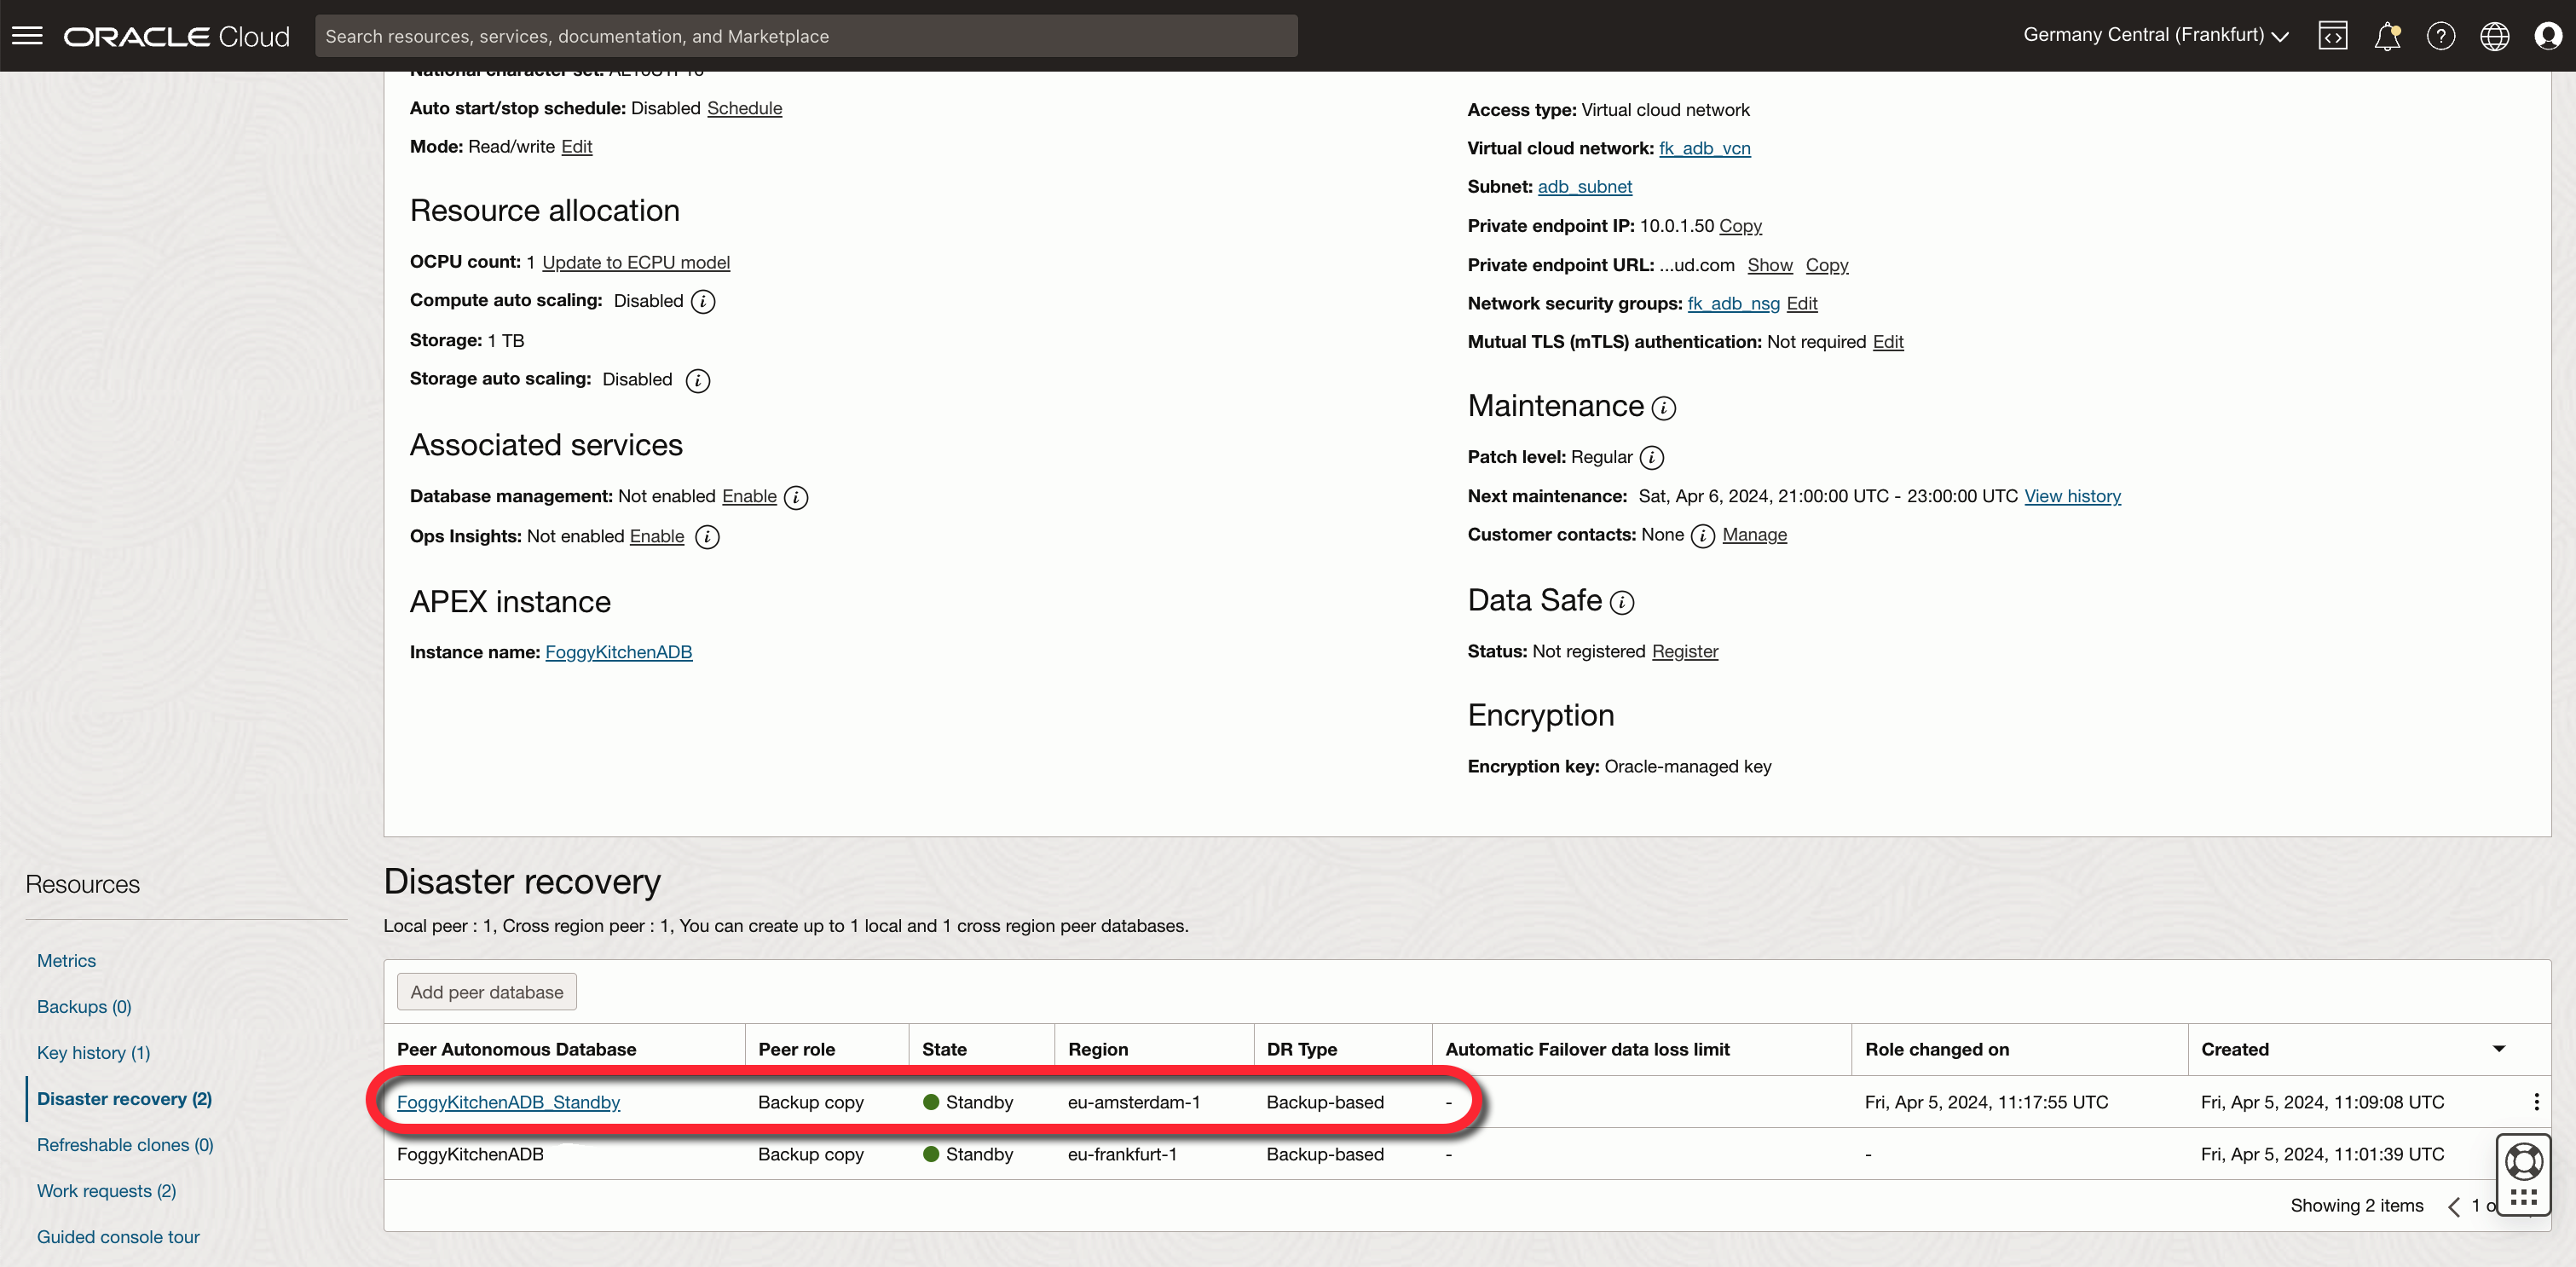 ORACLE Cloud
Search resources, services, documentation, and Marketplace
Germany Central (Frankfurt)
National character set: AL16UTF16
Auto start/stop schedule: Disabled Schedule
Mode: Read/write Edit
Resource allocation
OCPU count: 1 Update to ECPU model
Compute auto scaling: Disabled
Storage: 1 TB
Storage auto scaling: Disabled
Associated services
Database management: Not enabled Enable
Ops Insights: Not enabled Enable
APEX instance
Instance name: FoggyKitchenADB
Access type: Virtual cloud network
Virtual cloud network: fk_adb_vcn
Subnet: adb_subnet
Private endpoint IP: 10.0.1.50 Copy
Private endpoint URL: ...ud.com Show Copy
Network security groups: fk_adb_nsg Edit
Mutual TLS (mTLS) authentication: Not required Edit
Maintenance
Patch level: Regular
Next maintenance: Sat, Apr 6, 2024, 21:00:00 UTC - 23:00:00 UTC View history
Customer contacts: None Manage
Data Safe
Status: Not registered Register
Encryption
Encryption key: Oracle-managed key
Resources
Metrics
Backups (0)
Key history (1)
Disaster recovery (2)
Refreshable clones (0)
Work requests (2)
Guided console tour
Disaster recovery
Local peer : 1, Cross region peer : 1, You can create up to 1 local and 1 cross region peer databases.
Add peer database
Peer Autonomous Database Peer role State Region DR Type Automatic Failover data loss limit Role changed on Created
FoggyKitchenADB_Standby Backup copy Standby eu-amsterdam-1 Backup-based - Fri, Apr 5, 2024, 11:17:55 UTC Fri, Apr 5, 2024, 11:09:08 UTC
FoggyKitchenADB Backup copy Standby eu-frankfurt-1 Backup-based - - Fri, Apr 5, 2024, 11:01:39 UTC
Showing 2 items 1